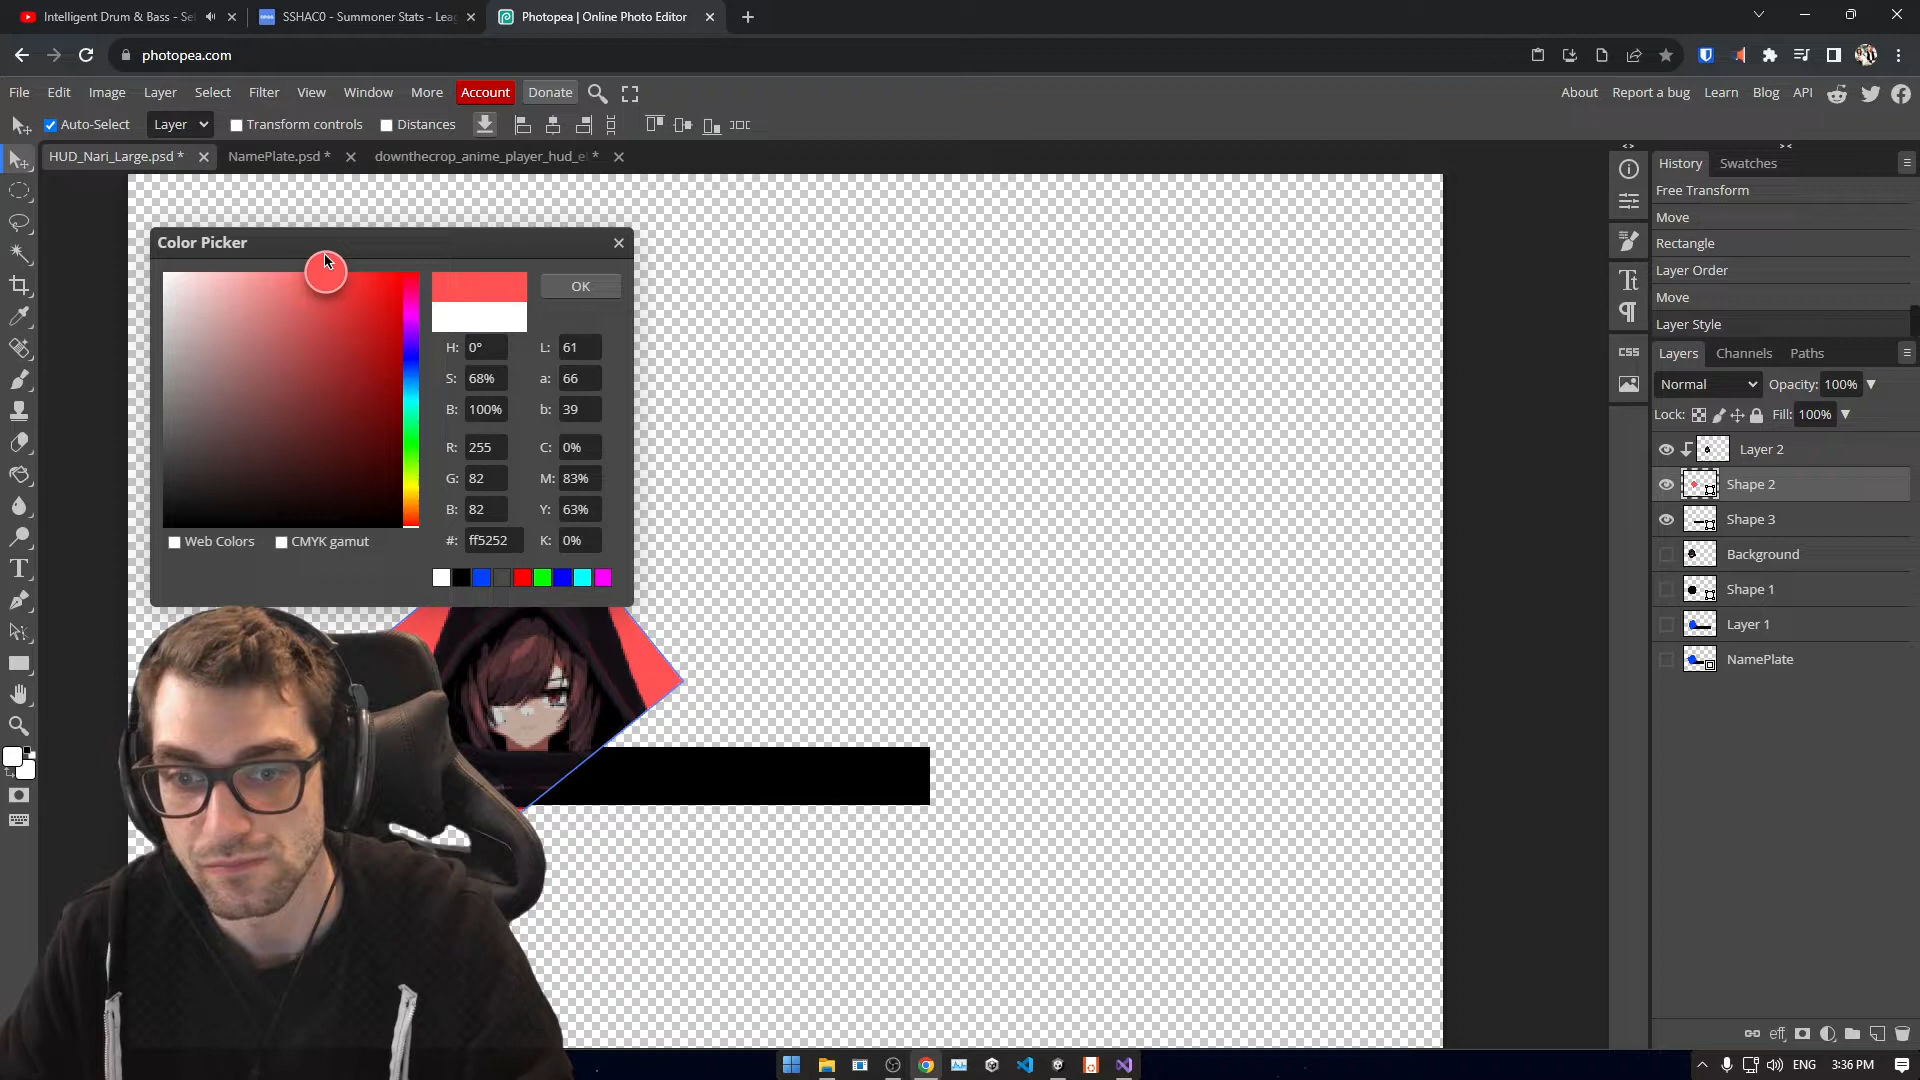 Intelligent Drum & Bass - Se
SSHAC0 - Summoner Stats - Lea
Photopea | Online Photo Editor
photopea.com
File Edit Image Layer Select Filter View Window More Account Donate
About Report a bug Learn Blog API
Auto-Select Layer Transform controls Distances
HUD_Nari_Large.psd * NamePlate.psd * downthecrop_anime_player_hud_e *
History Swatches
Free Transform
Move
Rectangle
Layer Order
Move
Layer Style
Color Picker
OK
H: 0° L: 61
S: 68% a: 66
B: 100% b: 39
R: 255 C: 0%
G: 82 M: 83%
B: 82 Y: 63%
#: ff5252 K: 0%
Web Colors CMYK gamut
CSS
Layers Channels Paths
Normal Opacity: 100%
Lock: Fill: 100%
Layer 2
Shape 2
Shape 3
Background
Shape 1
Layer 1
NamePlate
eff
ENG 3:36 PM